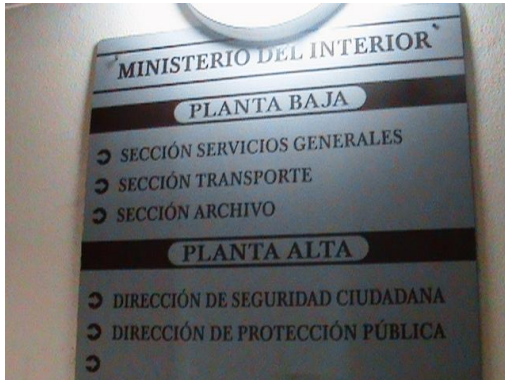 MINISTERIO DEL INTERIOR
PLANTA BAJA
SECCIÓN SERVICIOS GENERALES
SECCIÓN TRANSPORTE
SECCIÓN ARCHIVO
PLANTA ALTA
DIRECCIÓN DE SEGURIDAD CIUDADANA
DIRECCIÓN DE PROTECCIÓN PÚBLICA